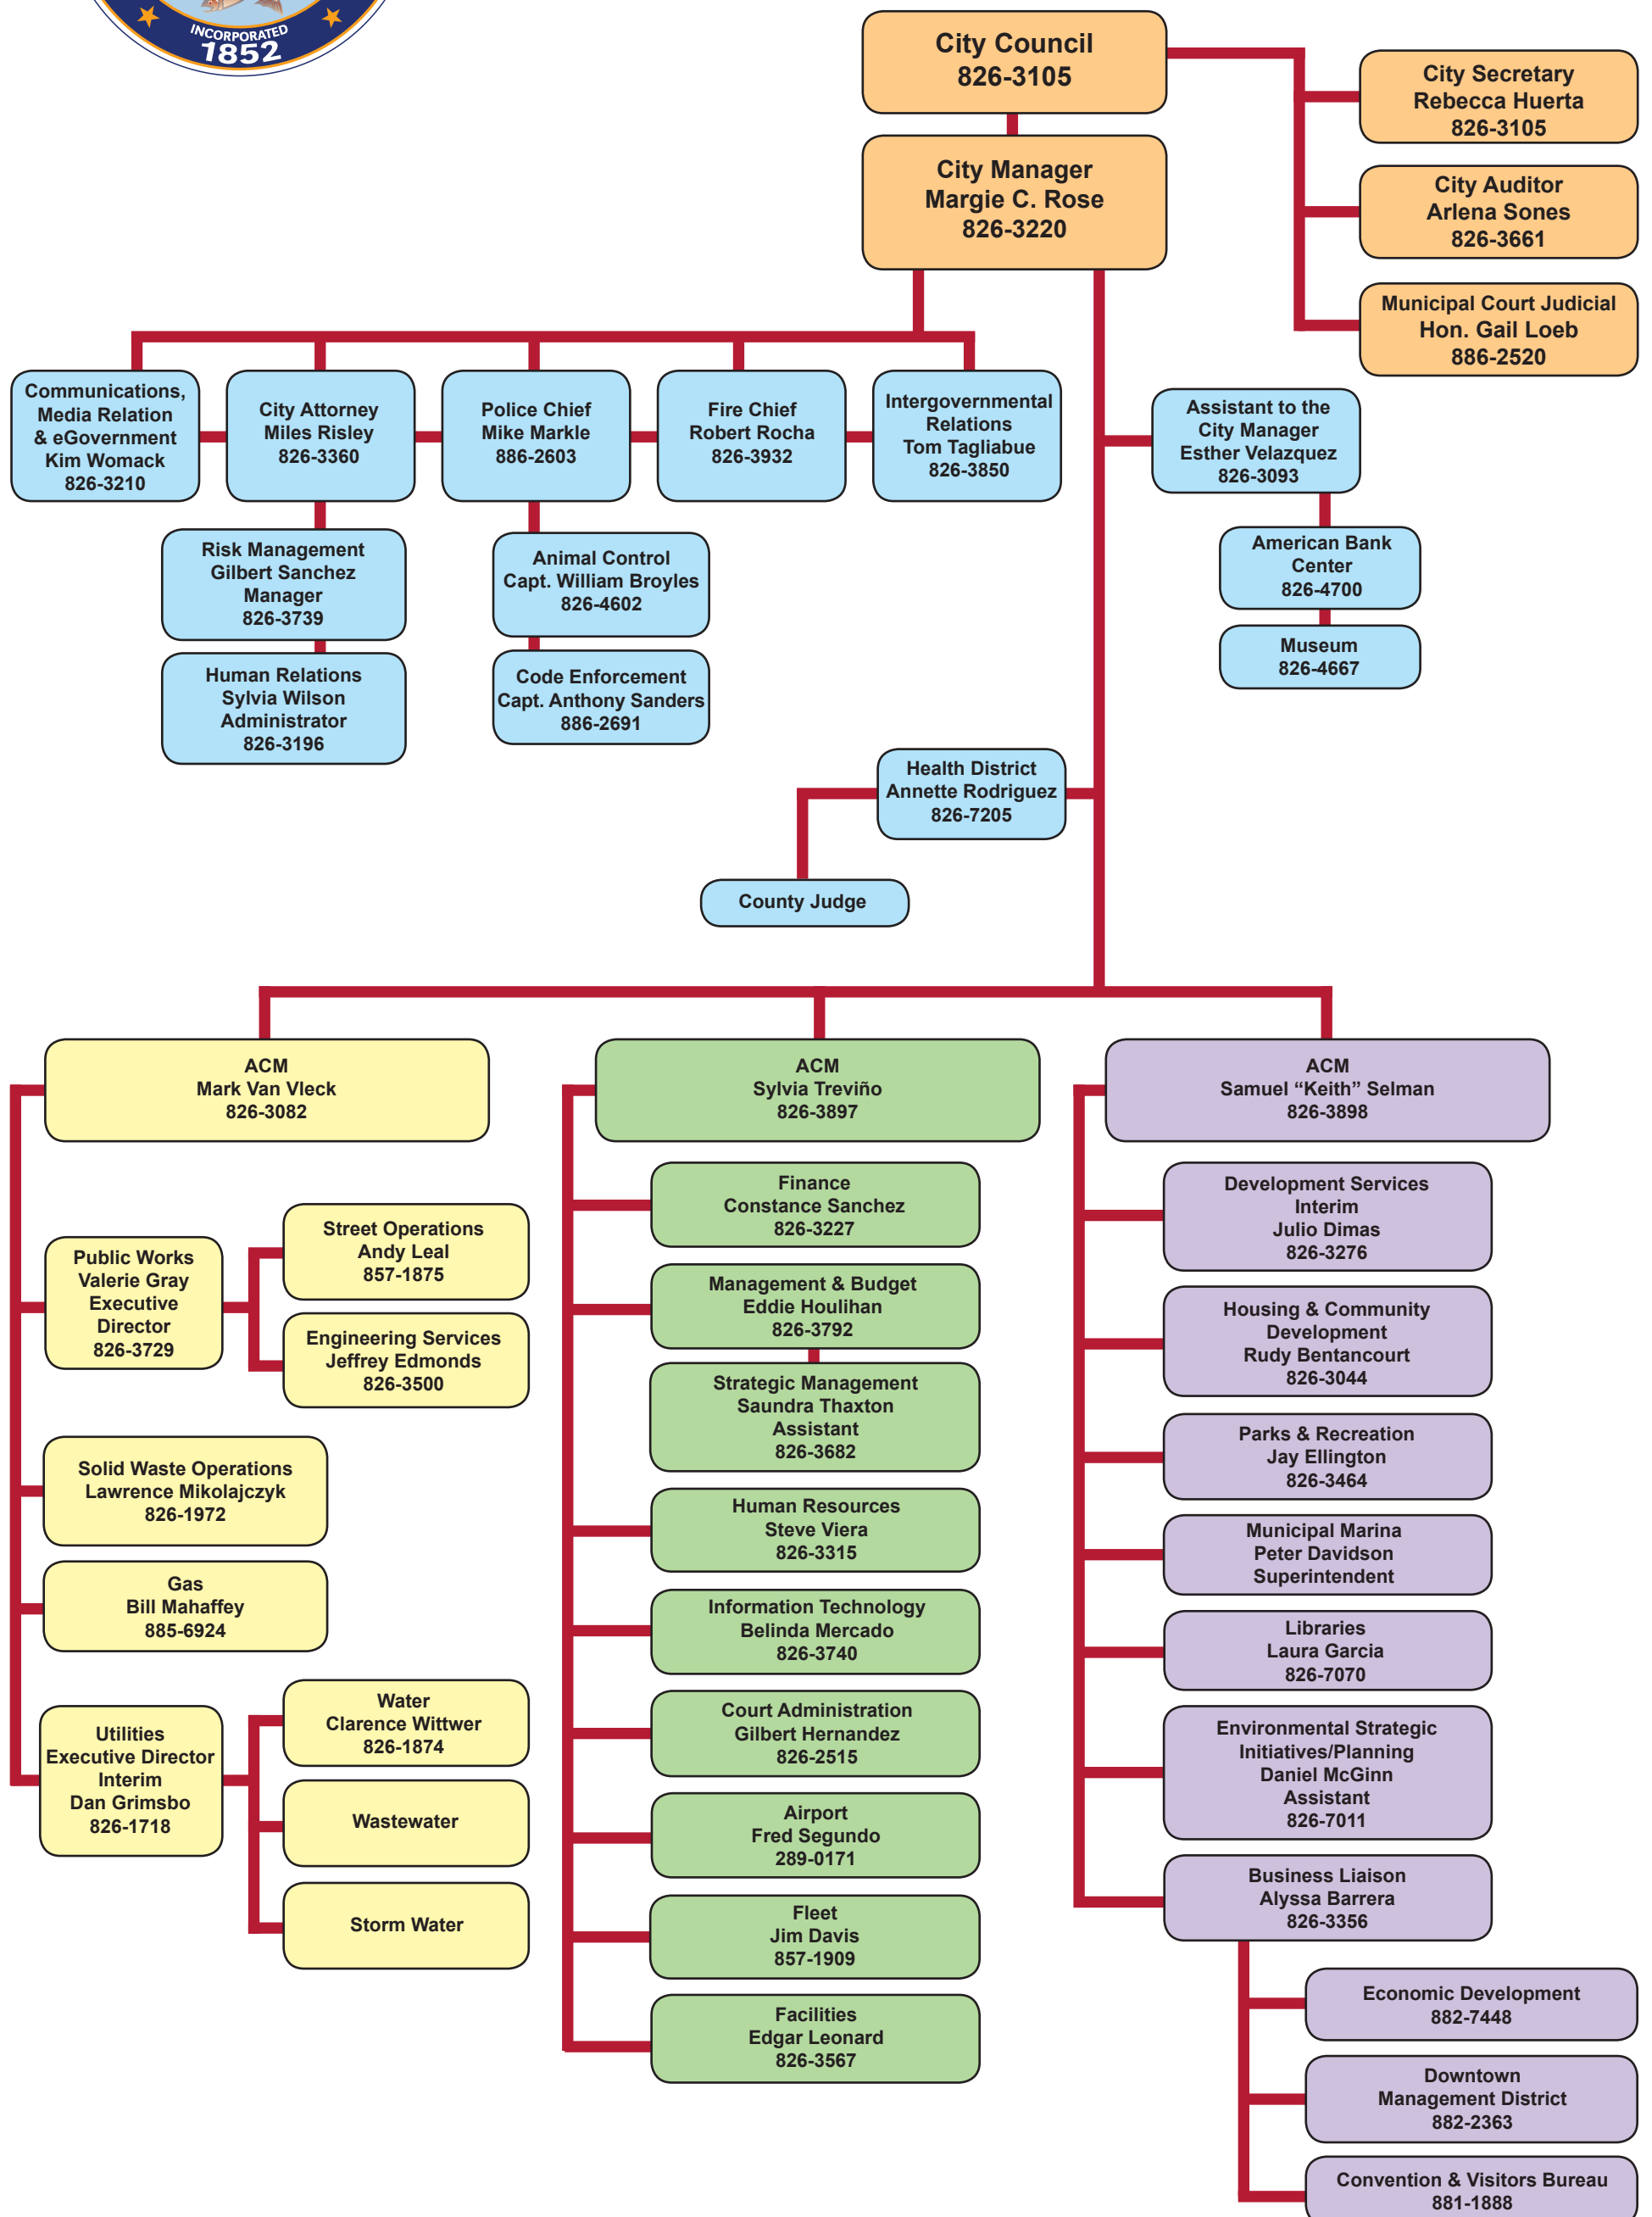 INCORPORATED
1852
City Council
826-3105
City Secretary
Rebecca Huerta
826-3105
City Manager
Margie C. Rose
826-3220
City Auditor
Arlena Sones
826-3661
Municipal Court Judicial
Hon. Gail Loeb
886-2520
Communications,
Media Relation
& eGovernment
Kim Womack
826-3210
City Attorney
Miles Risley
826-3360
Police Chief
Mike Markle
886-2603
Fire Chief
Robert Rocha
826-3932
Intergovernmental
Relations
Tom Tagliabue
826-3850
Assistant to the
City Manager
Esther Velazquez
826-3093
Risk Management
Gilbert Sanchez
Manager
826-3739
Human Relations
Sylvia Wilson
Administrator
826-3196
Animal Control
Capt. William Broyles
826-4602
Code Enforcement
Capt. Anthony Sanders
886-2691
American Bank
Center
826-4700
Museum
826-4667
Health District
Annette Rodriguez
826-7205
County Judge
ACM
Mark Van Vleck
826-3082
Public Works
Valerie Gray
Executive
Director
826-3729
Street Operations
Andy Leal
857-1875
Engineering Services
Jeffrey Edmonds
826-3500
Solid Waste Operations
Lawrence Mikolajczyk
826-1972
Gas
Bill Mahaffey
885-6924
Utilities
Executive Director
Interim
Dan Grimsbo
826-1718
Water
Clarence Wittwer
826-1874
Wastewater
Storm Water
ACM
Sylvia Treviño
826-3897
Finance
Constance Sanchez
826-3227
Management & Budget
Eddie Houlihan
826-3792
Strategic Management
Saundra Thaxton
Assistant
826-3682
Human Resources
Steve Viera
826-3315
Information Technology
Belinda Mercado
826-3740
Court Administration
Gilbert Hernandez
826-2515
Airport
Fred Segundo
289-0171
Fleet
Jim Davis
857-1909
Facilities
Edgar Leonard
826-3567
ACM
Samuel “Keith” Selman
826-3898
Development Services
Interim
Julio Dimas
826-3276
Housing & Community
Development
Rudy Bentancourt
826-3044
Parks & Recreation
Jay Ellington
826-3464
Municipal Marina
Peter Davidson
Superintendent
Libraries
Laura Garcia
826-7070
Environmental Strategic
Initiatives/Planning
Daniel McGinn
Assistant
826-7011
Business Liaison
Alyssa Barrera
826-3356
Economic Development
882-7448
Downtown
Management District
882-2363
Convention & Visitors Bureau
881-1888